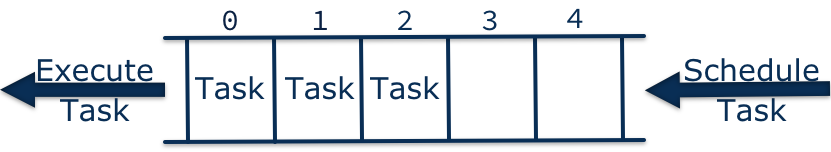 0 1 2 3 4
Execute
Task
Task Task Task
Schedule
Task